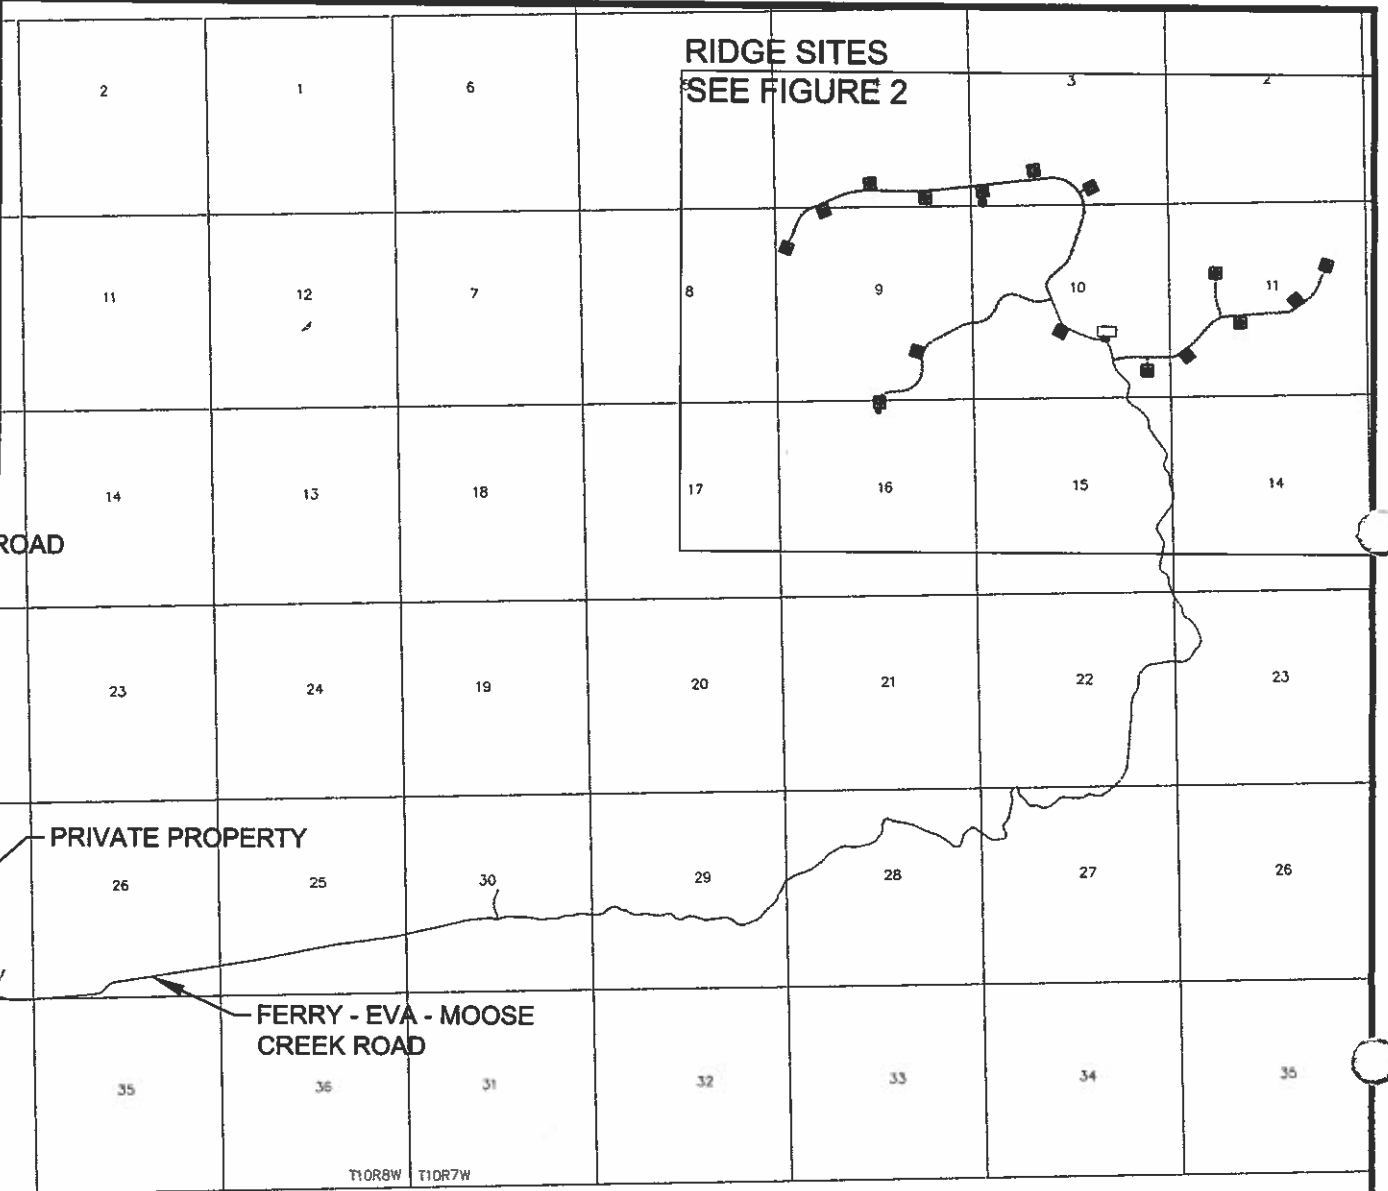 RIDGE SITES
SEE FIGURE 2
2 1 6 5 4 3 2
11 12 7 8 9 10 11
14 13 18 17 16 15 14
ROAD
23 24 19 20 21 22 23
PRIVATE PROPERTY
26 25 30 29 28 27 26
FERRY - EVA - MOOSE
CREEK ROAD
35 36 31 32 33 34 35
T10R8W T10R7W